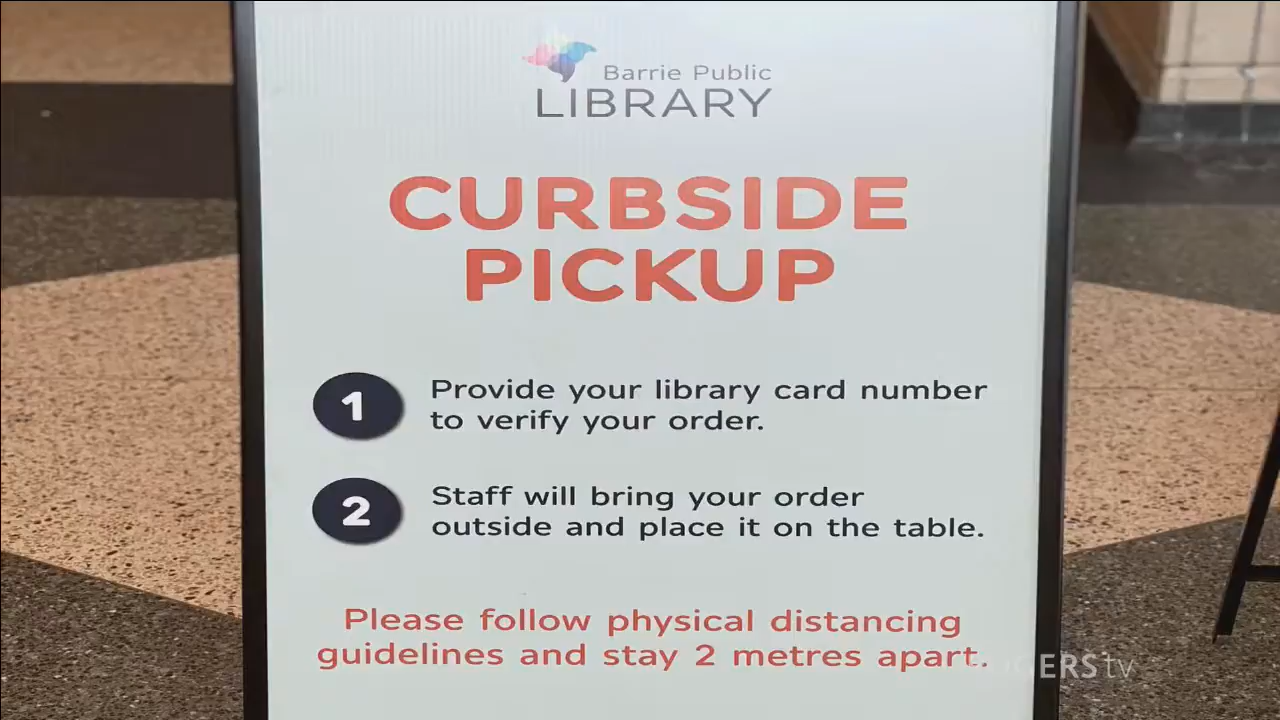 Barrie Public
LIBRARY
CURBSIDE
PICKUP
1
Provide your library card number
to verify your order.
2
Staff will bring your order
outside and place it on the table.
Please follow physical distancing
guidelines and stay 2 metres apart.
ROGERS tv